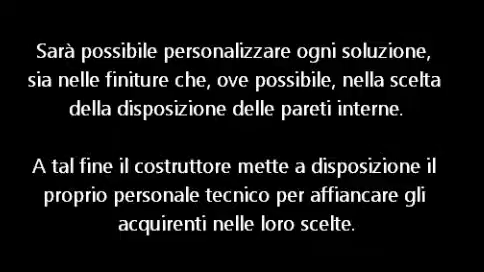 Sarà possibile personalizzare ogni soluzione,
sia nelle finiture che, ove possibile, nella scelta
della disposizione delle pareti interne.
A tal fine il costruttore mette a disposizione il
proprio personale tecnico per affiancare gli
acquirenti nelle loro scelte.